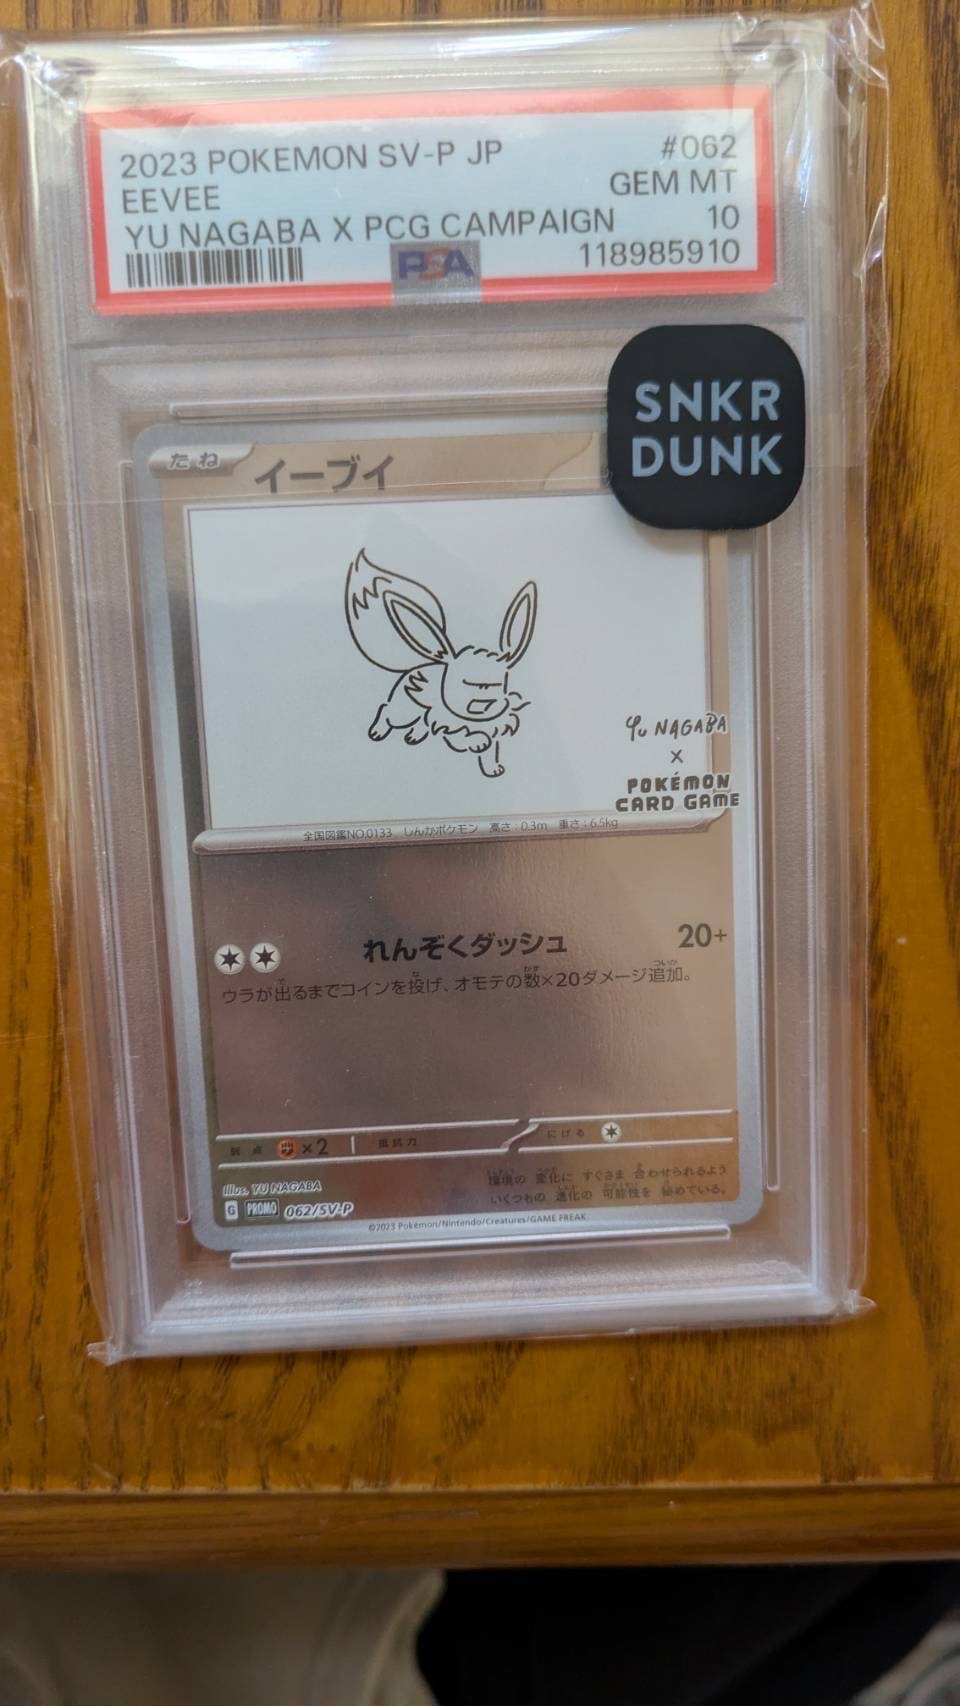 2023 POKEMON SV-P JP #062
EEVEE GEM MT
YU NAGABA X PCG CAMPAIGN 10
PSA 118985910
SNKR
DUNK
たね イーブイ
Yu NAGABA
×
POKÉMON
CARD GAME
全国図鑑NO.0133 しんかポケモン 高さ:0.3m 重さ:6.5kg
れんぞくダッシュ 20+
ウラが出るまでコインを投げ、オモテの数×20ダメージ追加。
弱点 ×2 抵抗力 にげる
Illus. YU NAGABA
環境の 変化に すぐさま 合わせられるよう
いくつもの 進化の 可能性を 秘めている。
G PROMO 062/SV-P
©2023 Pokémon/Nintendo/Creatures/GAME FREAK.